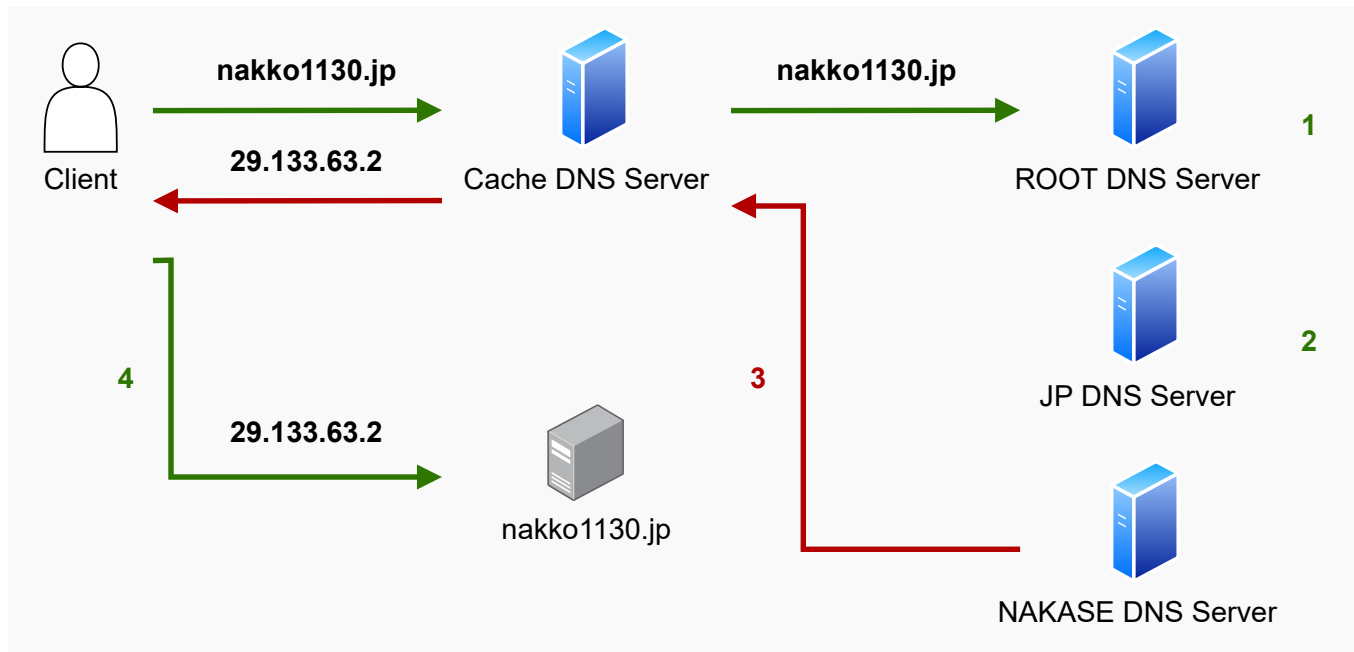 nakko1130.jp
nakko1130.jp
1
Client
29.133.63.2
Cache DNS Server
ROOT DNS Server
2
4
3
JP DNS Server
29.133.63.2
nakko1130.jp
NAKASE DNS Server